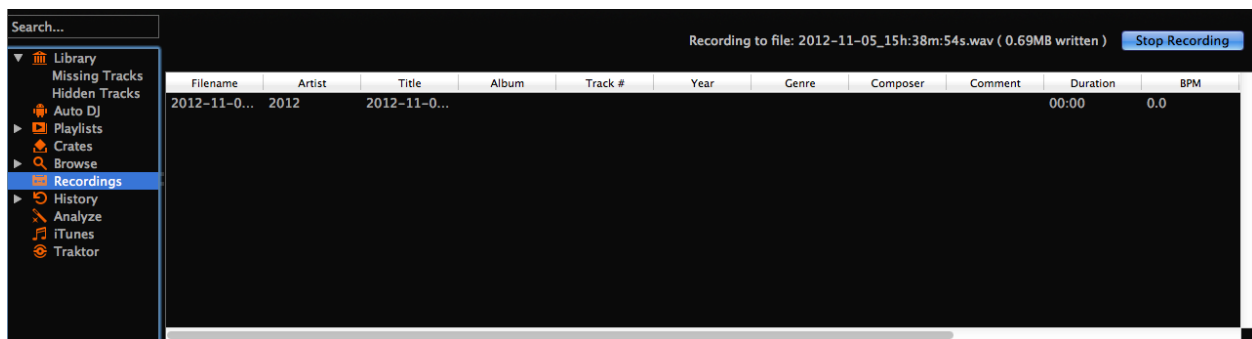 Search...
Recording to file: 2012-11-05_15h:38m:54s.wav ( 0.69MB written ) Stop Recording
Library
Missing Tracks
Hidden Tracks
Auto DJ
Playlists
Crates
Browse
Recordings
History
Analyze
iTunes
Traktor
Filename Artist Title Album Track # Year Genre Composer Comment Duration BPM
2012-11-0... 2012 2012-11-0... 00:00 0.0